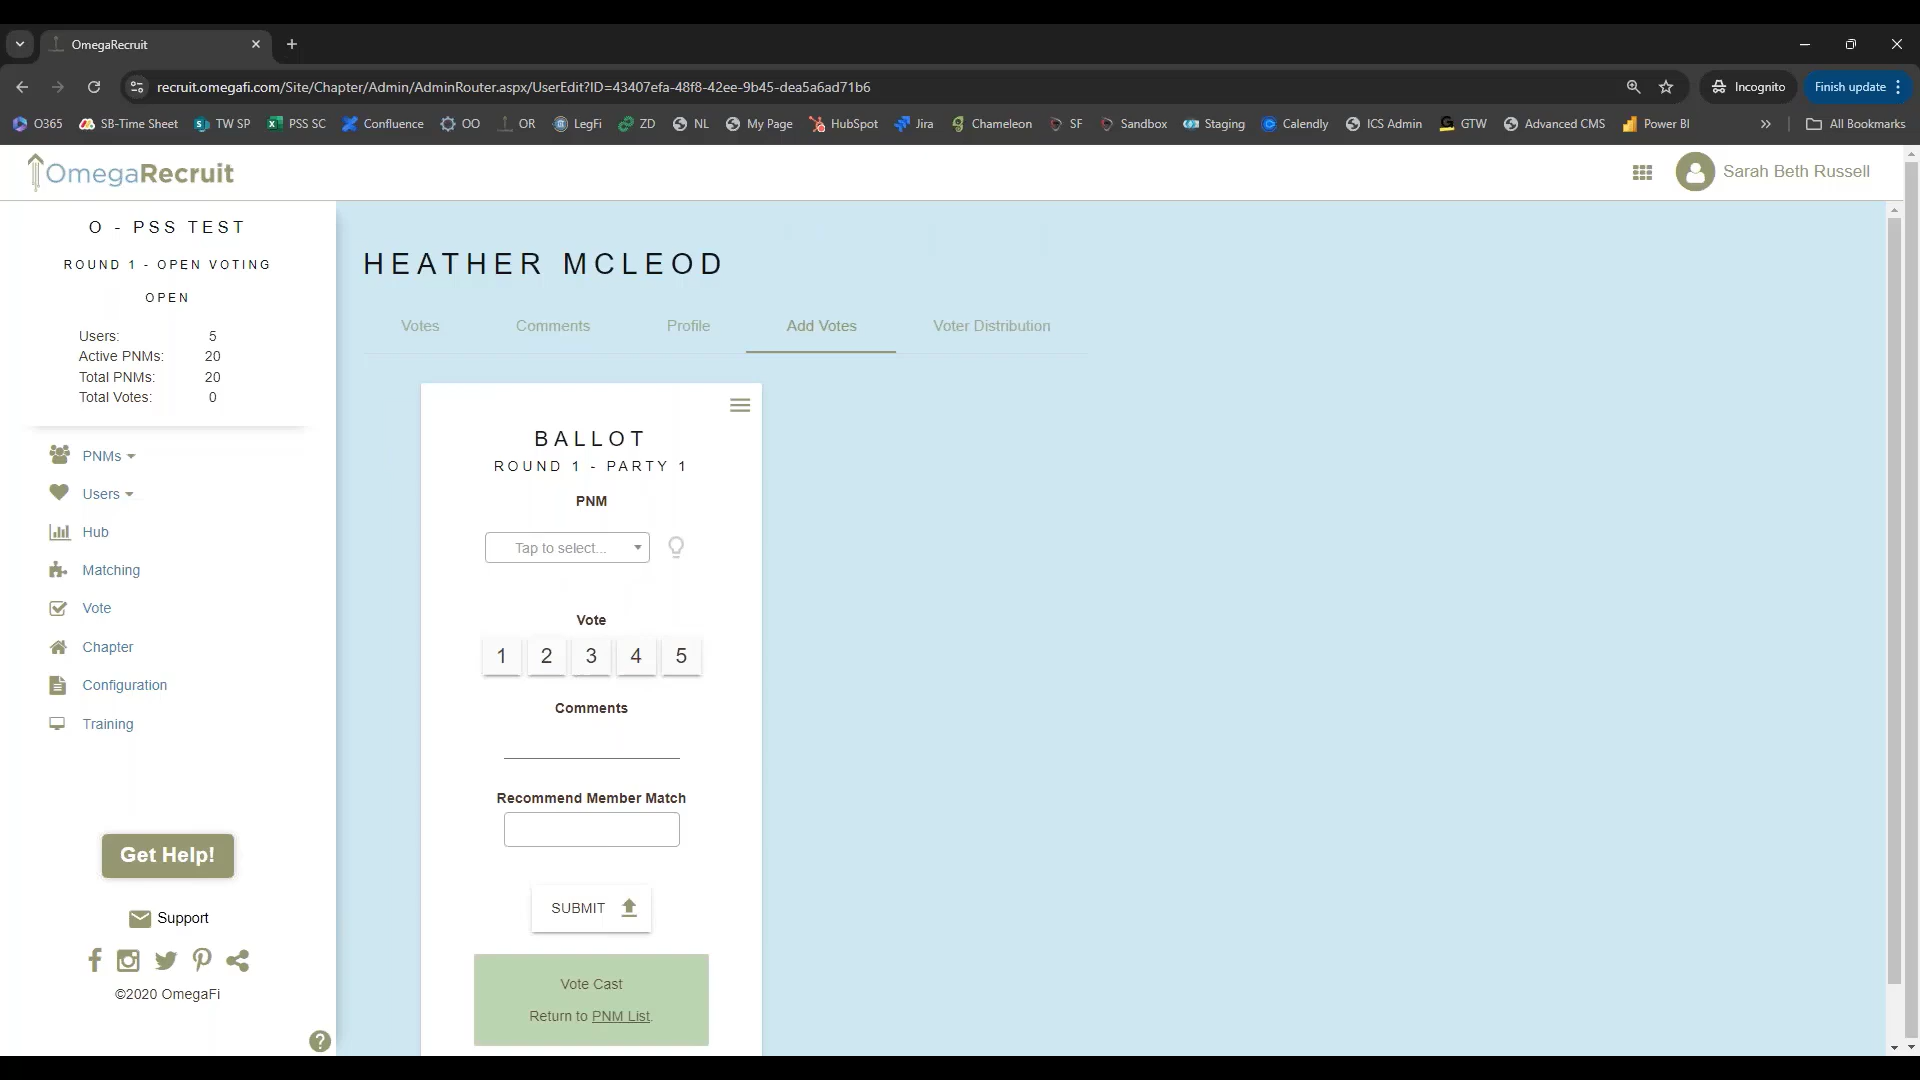 OmegaRecruit
recruit.omegafi.com/Site/Chapter/Admin/AdminRouter.aspx/UserEdit?ID=43407efa-48f8-42ee-9b45-dea5a6ad71b6
Incognito
Finish update
O365
SB-Time Sheet
TW SP
PSS SC
Confluence
OO
OR
LegFi
ZD
NL
My Page
HubSpot
Jira
Chameleon
SF
Sandbox
Staging
Calendly
ICS Admin
GTW
Advanced CMS
Power BI
All Bookmarks
OmegaRecruit
Sarah Beth Russell
O - PSS TEST
ROUND 1 - OPEN VOTING
OPEN
Users: 5
Active PNMs: 20
Total PNMs: 20
Total Votes: 0
PNMs
Users
Hub
Matching
Vote
Chapter
Configuration
Training
Get Help!
Support
©2020 OmegaFi
?
HEATHER MCLEOD
Votes
Comments
Profile
Add Votes
Voter Distribution
BALLOT
ROUND 1 - PARTY 1
PNM
Tap to select...
Vote
1 2 3 4 5
Comments
Recommend Member Match
SUBMIT
Vote Cast
Return to PNM List.